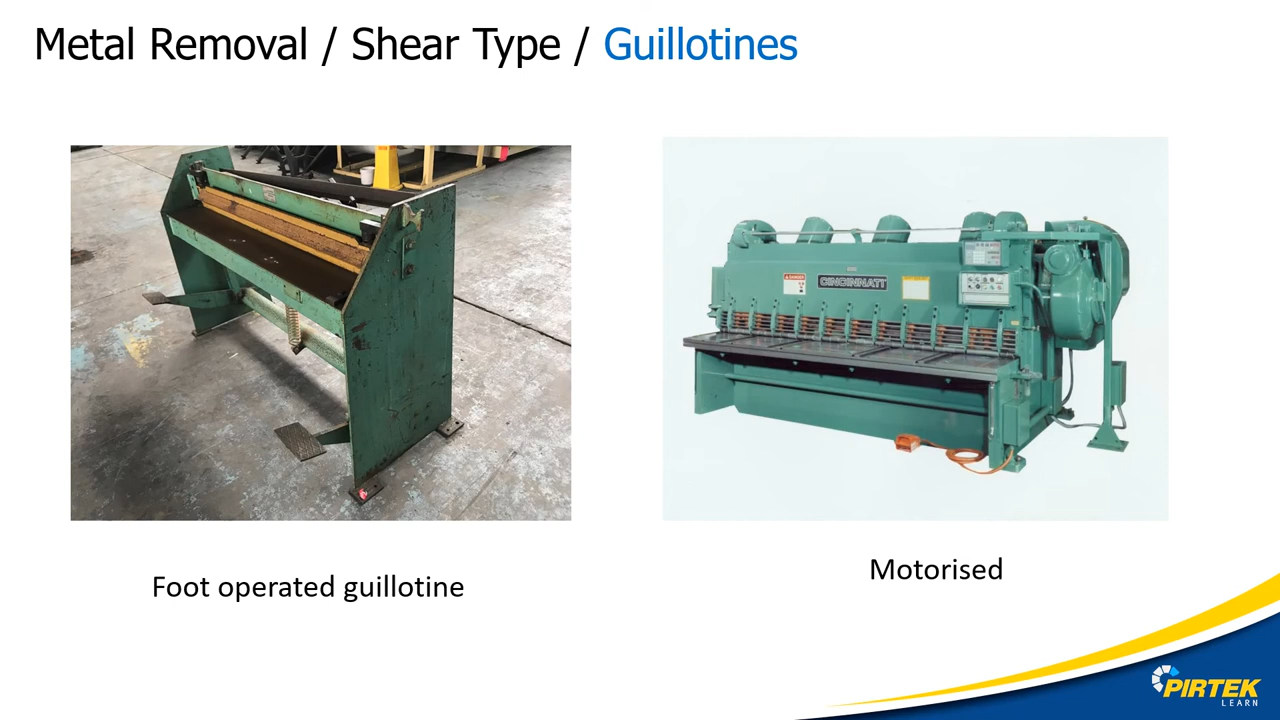 Metal Removal / Shear Type / Guillotines
DANGER
CINCINNATI
Foot operated guillotine
Motorised
PIRTEK
LEARN